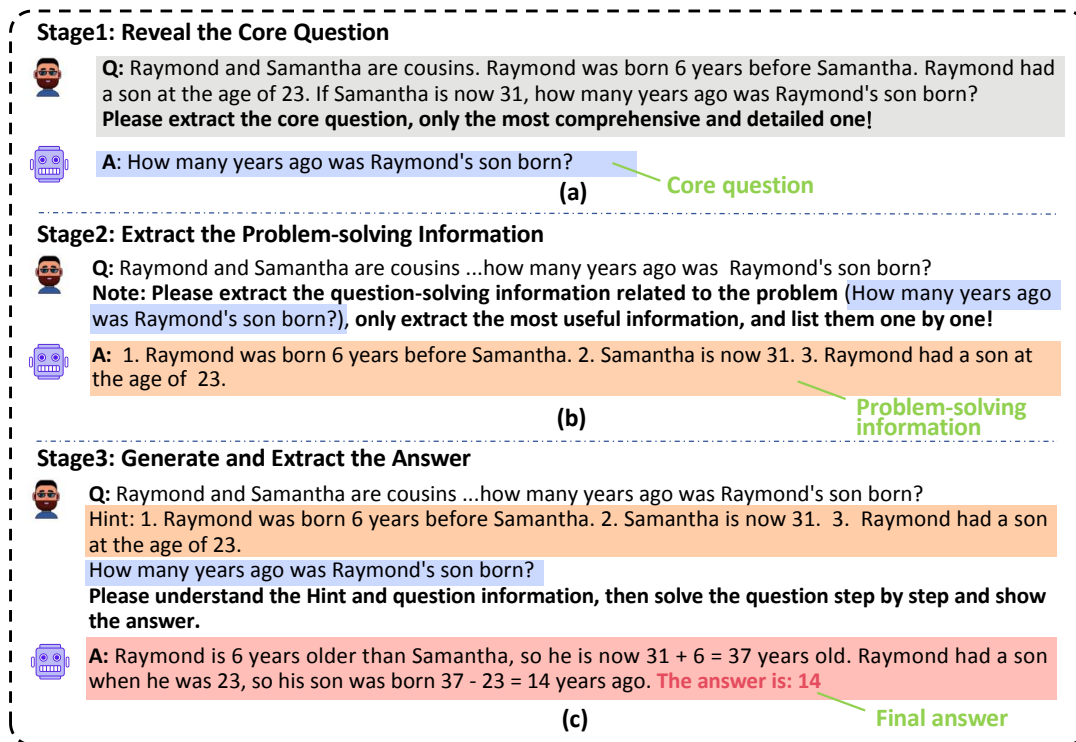 Stage1: Reveal the Core Question
Q: Raymond and Samantha are cousins. Raymond was born 6 years before Samantha. Raymond had
a son at the age of 23. If Samantha is now 31, how many years ago was Raymond's son born?
Please extract the core question, only the most comprehensive and detailed one!
A: How many years ago was Raymond's son born?
Core question
(a)
Stage2: Extract the Problem-solving Information
Q: Raymond and Samantha are cousins ...how many years ago was Raymond's son born?
Note: Please extract the question-solving information related to the problem (How many years ago
was Raymond's son born?), only extract the most useful information, and list them one by one!
A: 1. Raymond was born 6 years before Samantha. 2. Samantha is now 31. 3. Raymond had a son at
the age of 23.
Problem-solving
information
(b)
Stage3: Generate and Extract the Answer
Q: Raymond and Samantha are cousins ...how many years ago was Raymond's son born?
Hint: 1. Raymond was born 6 years before Samantha. 2. Samantha is now 31. 3. Raymond had a son
at the age of 23.
How many years ago was Raymond's son born?
Please understand the Hint and question information, then solve the question step by step and show
the answer.
A: Raymond is 6 years older than Samantha, so he is now 31 + 6 = 37 years old. Raymond had a son
when he was 23, so his son was born 37 - 23 = 14 years ago. The answer is: 14
Final answer
(c)